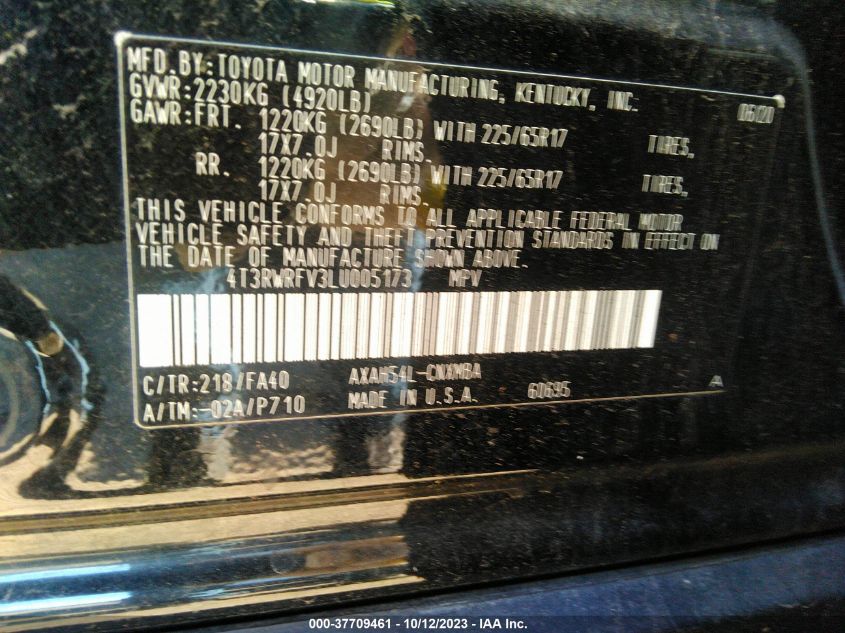 MFD. BY: TOYOTA MOTOR MANUFACTURING, KENTUCKY, INC. 06/20
GVWR: 2230KG (4920LB)
GAWR: FRT. 1220KG (2690LB) WITH 225/65R17 TIRES,
17X7.0J RIMS.
RR. 1220KG (2690LB) WITH 225/65R17 TIRES,
17X7.0J RIMS.
THIS VEHICLE CONFORMS TO ALL APPLICABLE FEDERAL MOTOR
VEHICLE SAFETY AND THEFT PREVENTION STANDARDS IN EFFECT ON
THE DATE OF MANUFACTURE SHOWN ABOVE.
4T3RWRFV3LU005173 MPV
C/TR: 218/FA40 AXAH54L-CNXMBA
A/TM: -02A/P710 MADE IN U.S.A. 60695 A
000-37709461 - 10/12/2023 - IAA Inc.